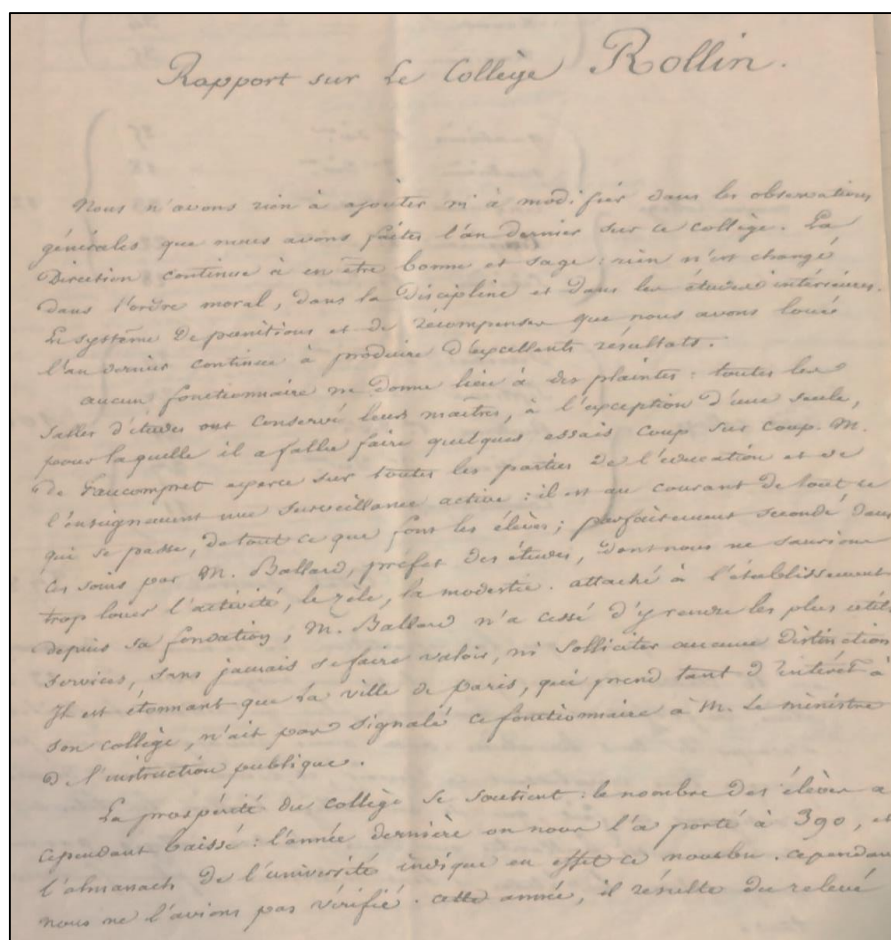 Rapport sur Le Collège Rollin.
Nous n'avons rien à ajouter ni à modifier dans les observations
générales que nous avons faites l'an dernier sur ce collège. La
Direction continue à en être bonne et sage : rien n'est changé
dans l'ordre moral, dans la discipline et dans les études intérieures.
Le système de punitions et de récompenses que nous avons loués
l'an dernier continue à produire d'excellents résultats.
aucun fonctionnaire ne donne lieu à des plaintes : toutes les
salles d'études ont conservé leurs maîtres, à l'exception d'une seule,
pour laquelle il a fallu faire quelques essais coup sur coup. M.
de Faucompret exerce sur toutes les parties de l'éducation et de
l'enseignement une surveillance active : il est au courant de tout ce
qui se passe, de tout ce que font les élèves ; parfaitement secondé dans
ces soins par M. Ballard, préfet des études, dont nous ne saurions
trop louer l'activité, le zèle, la modestie. attaché à l'établissement
depuis sa fondation, M. Ballard n'a cessé d'y rendre les plus utiles
services, sans jamais se faire valoir, ni solliciter aucune distinction
Il est étonnant que la ville de Paris, qui prend tant d'intérêt à
son collège, n'ait pas signalé ce fonctionnaire à M. Le ministre
de l'instruction publique.
La prospérité du collège se soutient : le nombre des élèves a
cependant baissé : l'année dernière on nous l'a porté à 390, et
l'almanach de l'université indique en effet ce nombre. cependant
nous ne l'avions pas vérifié. cette année, il résulte du relevé